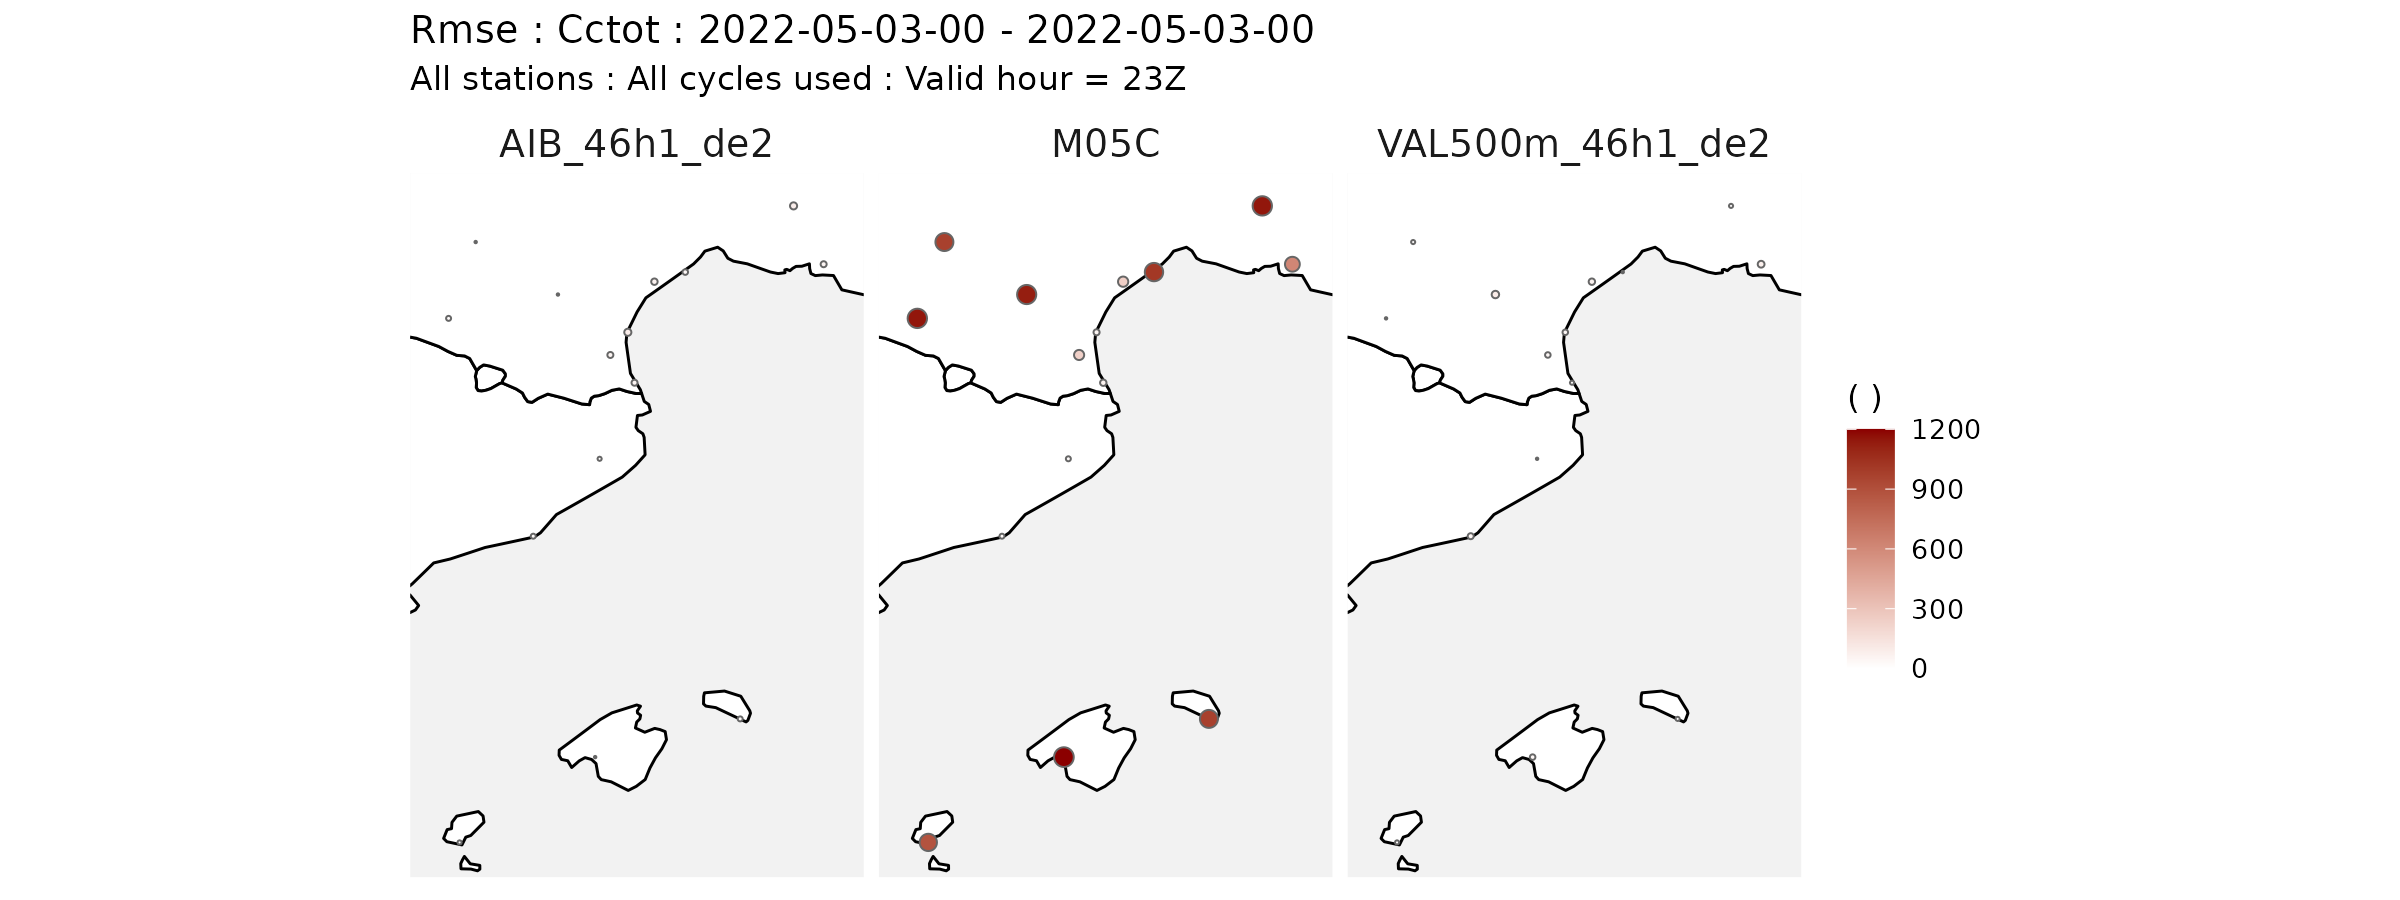 Rmse : Cctot : 2022-05-03-00 - 2022-05-03-00
All stations : All cycles used : Valid hour = 23Z
AIB_46h1_de2
M05C
VAL500m_46h1_de2
( )
1200
900
600
300
0